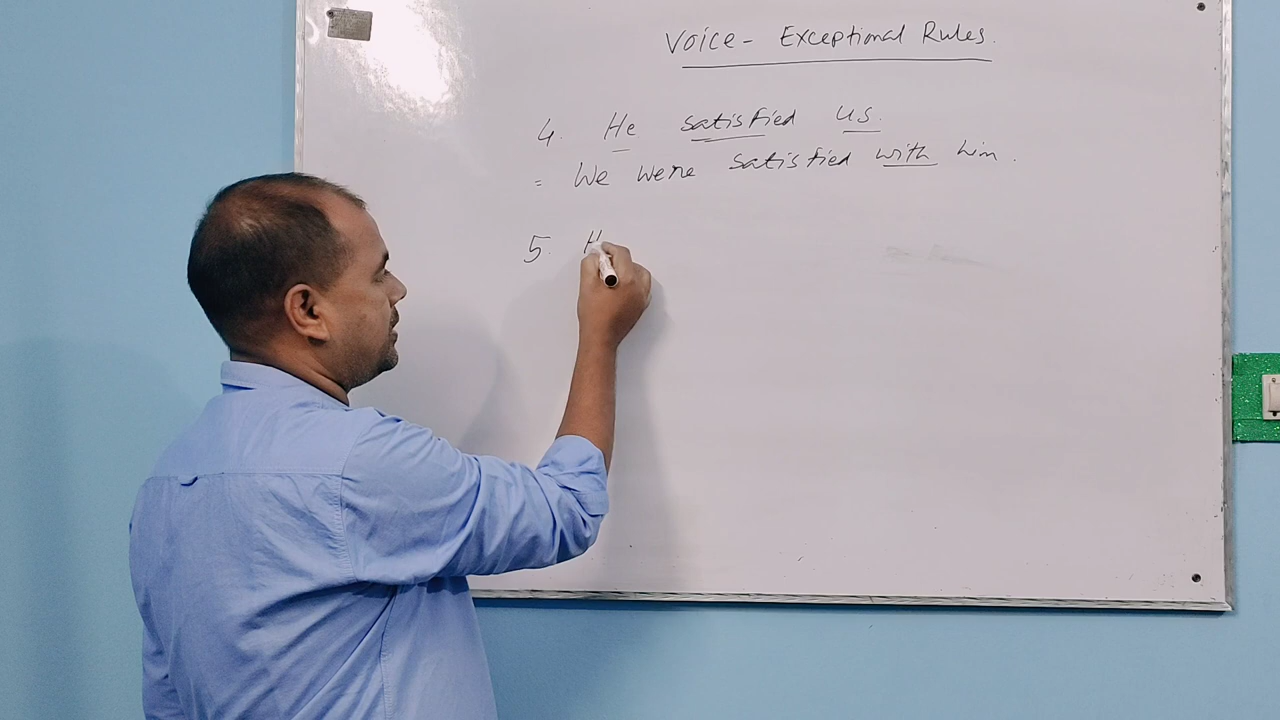 Voice - Exceptional Rules.
4. He satisfied us.
= We were satisfied with him.
5. H